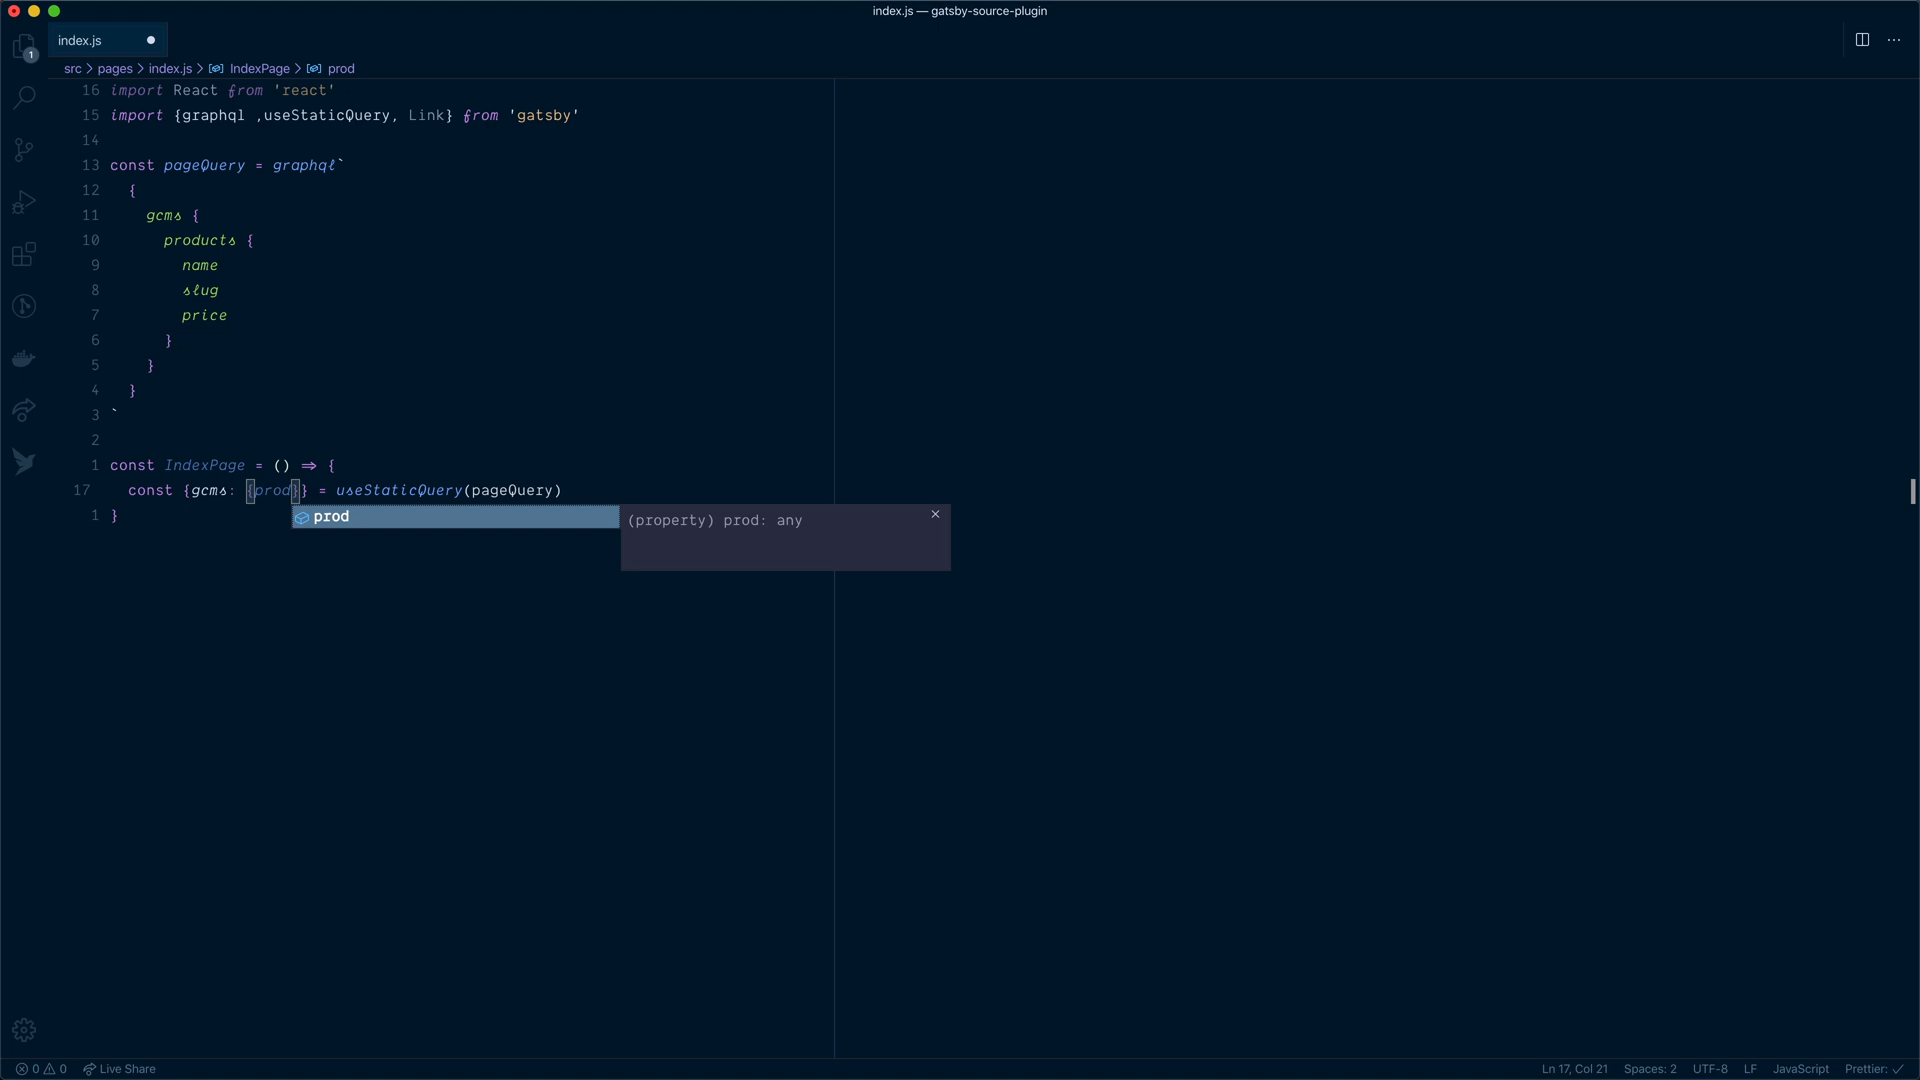 index.js — gatsby-source-plugin
index.js
1
src > pages > index.js > IndexPage > prod
16 import React from 'react'
15 import {graphql ,useStaticQuery, Link} from 'gatsby'
14
13 const pageQuery = graphql`
12 {
11 gcms {
10 products {
9 name
8 slug
7 price
6 }
5 }
4 }
3 `
2
1 const IndexPage = () => {
17 const {gcms: {prod}} = useStaticQuery(pageQuery)
1 }
prod
(property) prod: any
0 0 Live Share
Ln 17, Col 21 Spaces: 2 UTF-8 LF JavaScript Prettier: ✓